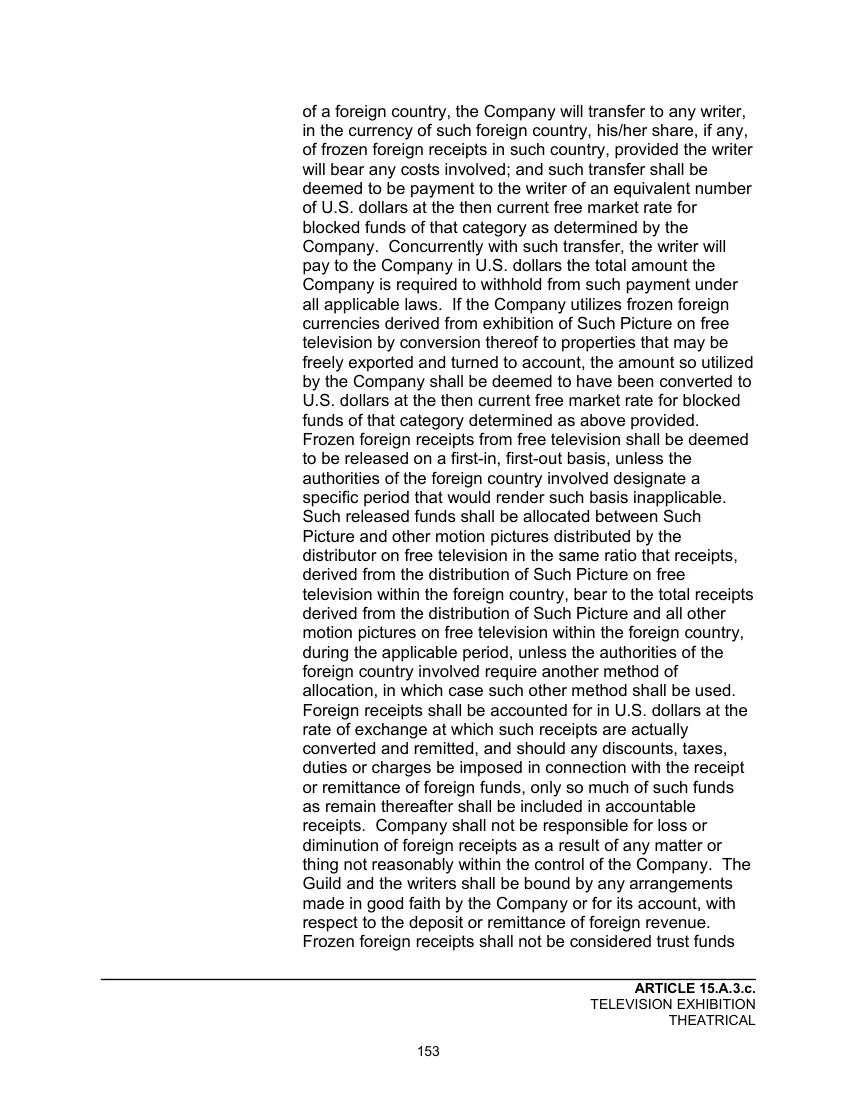 of a foreign country, the Company will transfer to any writer,
in the currency of such foreign country, his/her share, if any,
of frozen foreign receipts in such country, provided the writer
will bear any costs involved; and such transfer shall be
deemed to be payment to the writer of an equivalent number
of U.S. dollars at the then current free market rate for
blocked funds of that category as determined by the
Company.  Concurrently with such transfer, the writer will
pay to the Company in U.S. dollars the total amount the
Company is required to withhold from such payment under
all applicable laws.  If the Company utilizes frozen foreign
currencies derived from exhibition of Such Picture on free
television by conversion thereof to properties that may be
freely exported and turned to account, the amount so utilized
by the Company shall be deemed to have been converted to
U.S. dollars at the then current free market rate for blocked
funds of that category determined as above provided.
Frozen foreign receipts from free television shall be deemed
to be released on a first-in, first-out basis, unless the
authorities of the foreign country involved designate a
specific period that would render such basis inapplicable.
Such released funds shall be allocated between Such
Picture and other motion pictures distributed by the
distributor on free television in the same ratio that receipts,
derived from the distribution of Such Picture on free
television within the foreign country, bear to the total receipts
derived from the distribution of Such Picture and all other
motion pictures on free television within the foreign country,
during the applicable period, unless the authorities of the
foreign country involved require another method of
allocation, in which case such other method shall be used.
Foreign receipts shall be accounted for in U.S. dollars at the
rate of exchange at which such receipts are actually
converted and remitted, and should any discounts, taxes,
duties or charges be imposed in connection with the receipt
or remittance of foreign funds, only so much of such funds
as remain thereafter shall be included in accountable
receipts.  Company shall not be responsible for loss or
diminution of foreign receipts as a result of any matter or
thing not reasonably within the control of the Company.  The
Guild and the writers shall be bound by any arrangements
made in good faith by the Company or for its account, with
respect to the deposit or remittance of foreign revenue.
Frozen foreign receipts shall not be considered trust funds
ARTICLE 15.A.3.c.
TELEVISION EXHIBITION
THEATRICAL
153